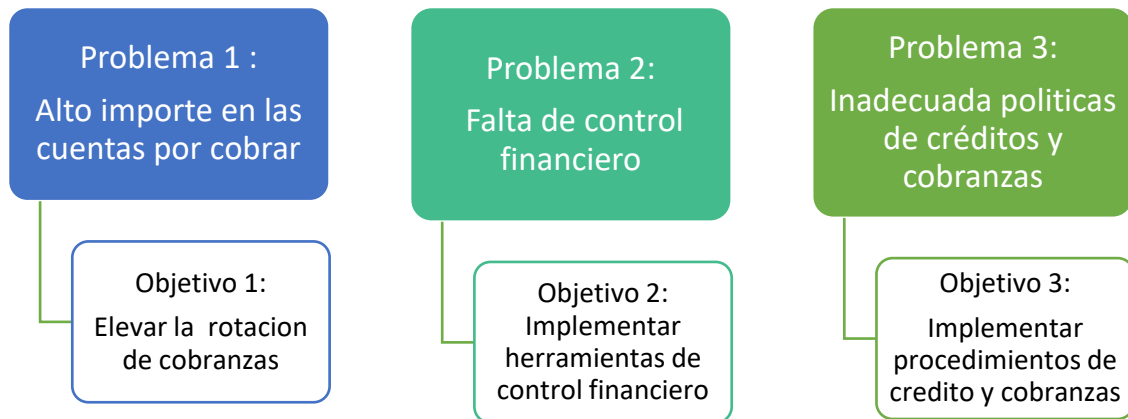 Problema 1 :
Alto importe en las
cuentas por cobrar
Objetivo 1:
Elevar la rotacion
de cobranzas
Problema 2:
Falta de control
financiero
Objetivo 2:
Implementar
herramientas de
control financiero
Problema 3:
Inadecuada politicas
de créditos y
cobranzas
Objetivo 3:
Implementar
procedimientos de
credito y cobranzas